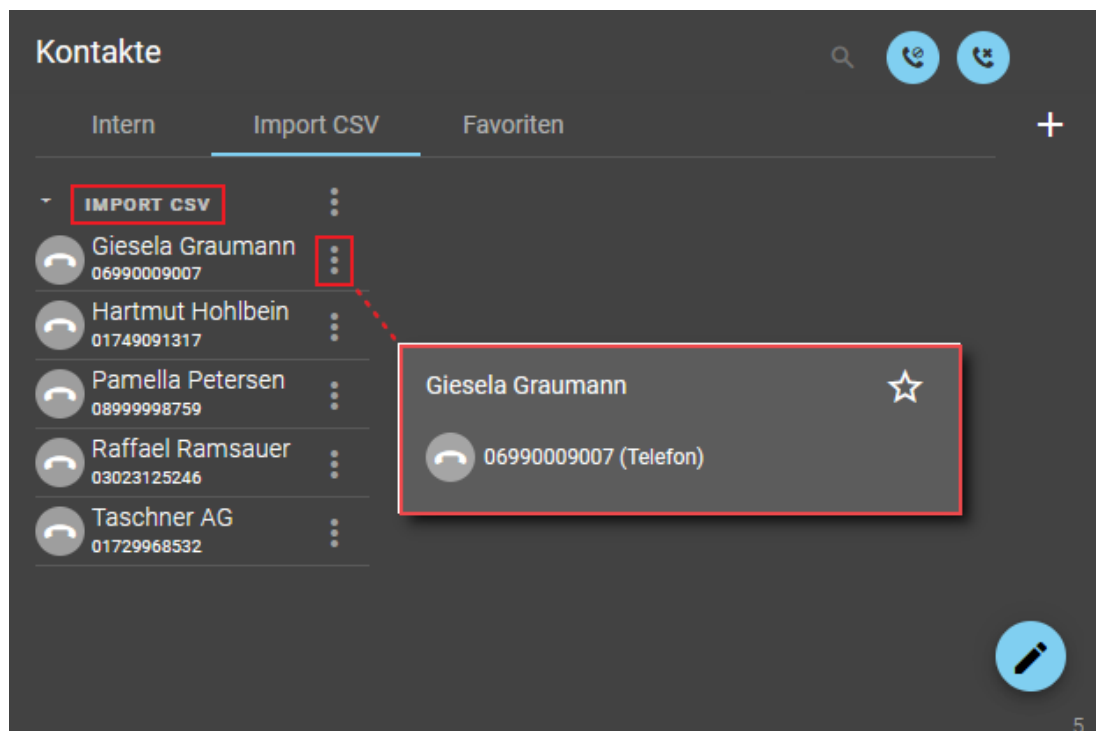 Kontakte
Intern Import CSV Favoriten
IMPORT CSV
Giesela Graumann
06990009007
Hartmut Hohlbein
01749091317
Pamella Petersen
08999998759
Raffael Ramsauer
03023125246
Taschner AG
01729968532
Giesela Graumann
06990009007 (Telefon)
5